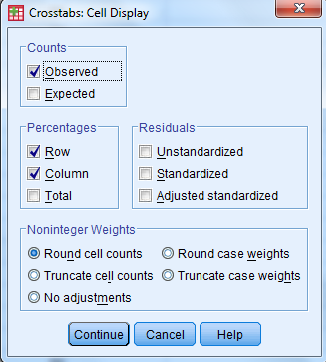 Crosstabs: Cell Display
Counts
Observed
Expected
Percentages
Row
Column
Total
Residuals
Unstandardized
Standardized
Adjusted standardized
Noninteger Weights
Round cell counts Round case weights
Truncate cell counts Truncate case weights
No adjustments
Continue Cancel Help